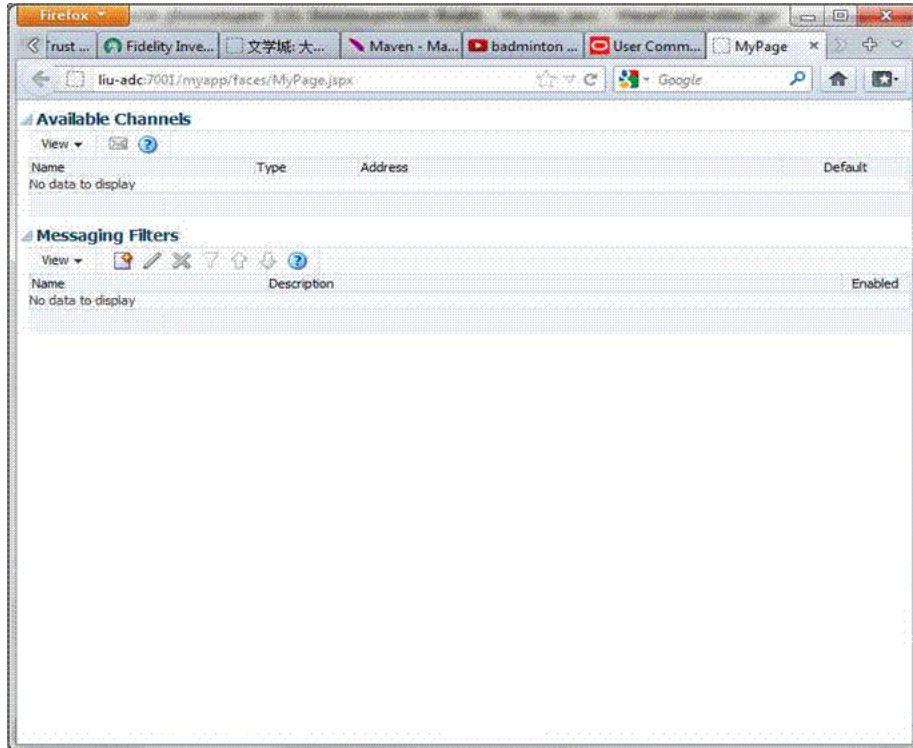 Firefox
Trust ... Fidelity Inve... 文学城: 大... Maven - Ma... badminton ... User Comm... MyPage
liu-adc:7001/myapp/faces/MyPage.jspx Google
Available Channels
View
Name Type Address Default
No data to display
Messaging Filters
View
Name Description Enabled
No data to display